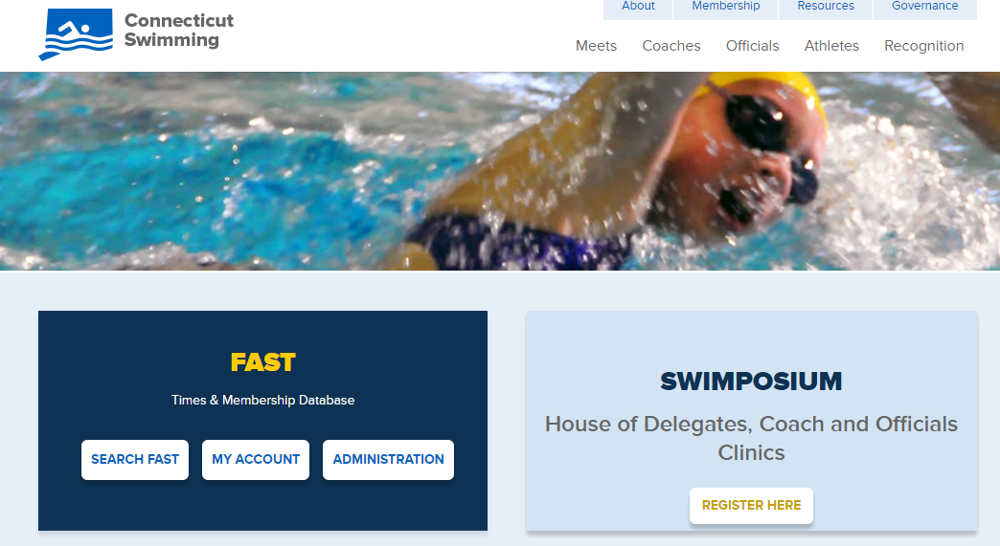 Connecticut
Swimming
About Membership Resources Governance
Meets Coaches Officials Athletes Recognition
FAST
Times & Membership Database
SEARCH FAST MY ACCOUNT ADMINISTRATION
SWIMPOSIUM
House of Delegates, Coach and Officials
Clinics
REGISTER HERE